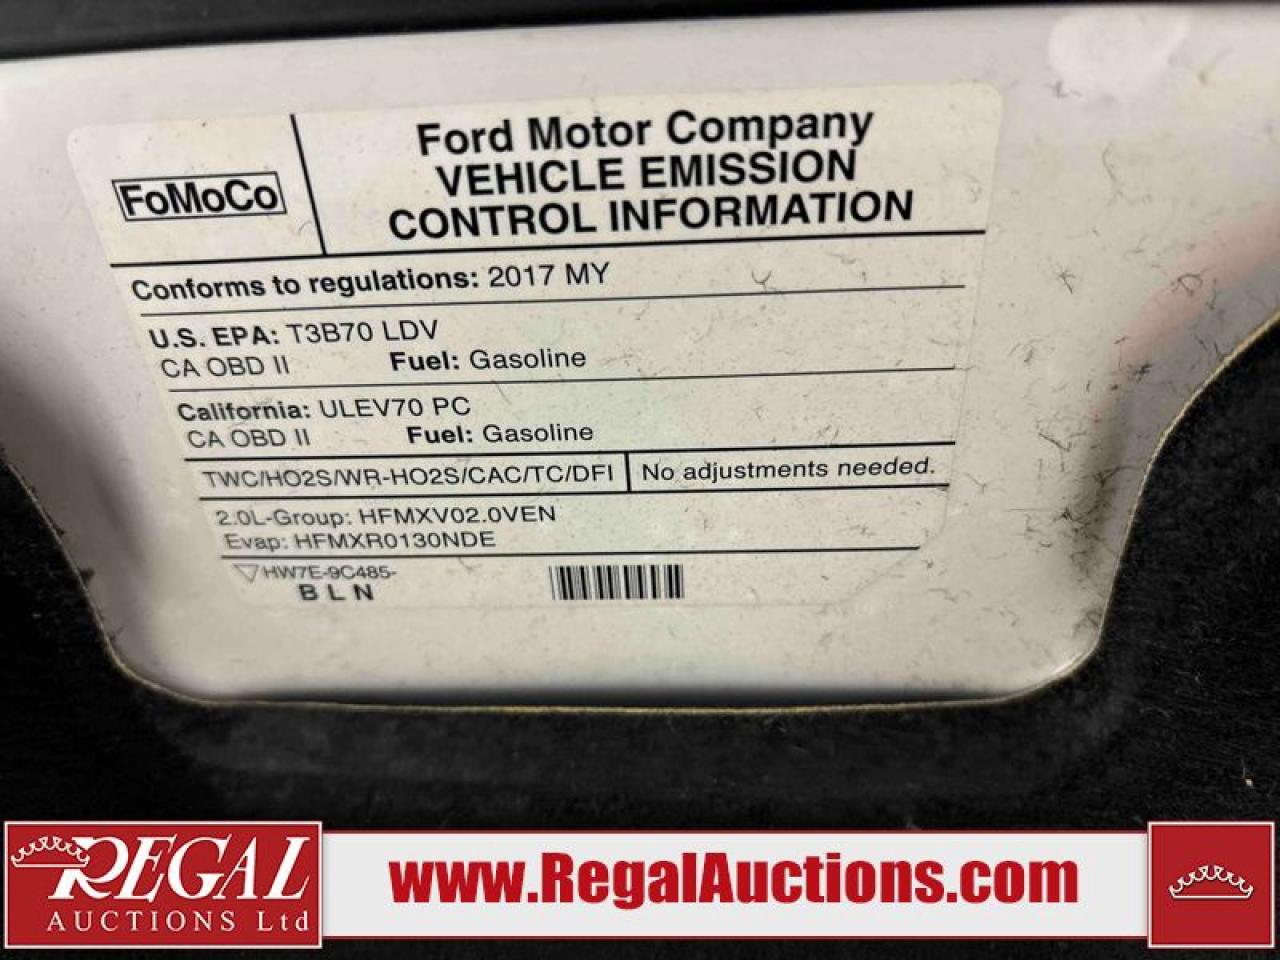 FoMoCo
Ford Motor Company
VEHICLE EMISSION
CONTROL INFORMATION
Conforms to regulations: 2017 MY
U.S. EPA: T3B70 LDV
CA OBD II Fuel: Gasoline
California: ULEV70 PC
CA OBD II Fuel: Gasoline
TWC/HO2S/WR-HO2S/CAC/TC/DFI No adjustments needed.
2.0L-Group: HFMXV02.0VEN
Evap: HFMXR0130NDE
HW7E-9C485-
BLN
REGAL
AUCTIONS Ltd
www.RegalAuctions.com